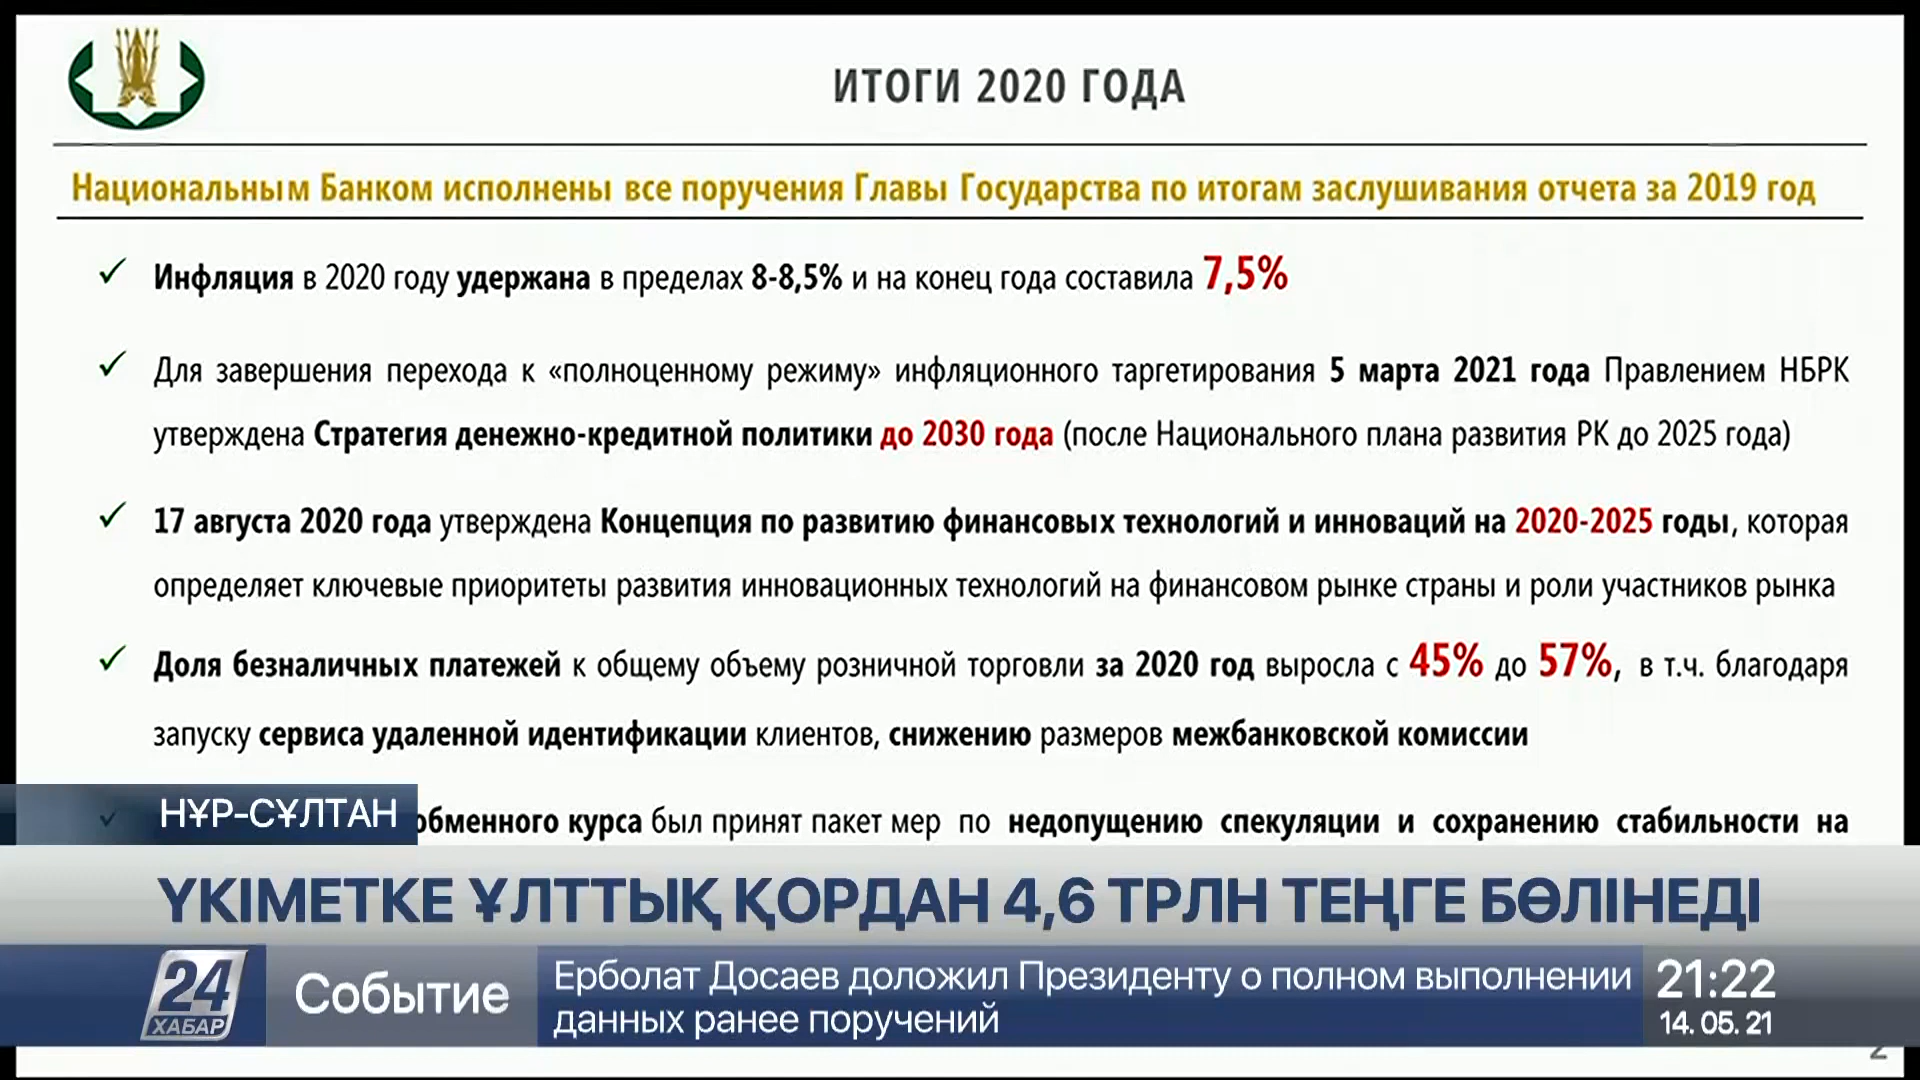 ИТОГИ 2020 ГОДА
Национальным Банком исполнены все поручения Главы Государства по итогам заслушивания отчета за 2019 год
✓ Инфляция в 2020 году удержана в пределах 8-8,5% и на конец года составила 7,5%
✓ Для завершения перехода к «полноценному режиму» инфляционного таргетирования 5 марта 2021 года Правлением НБРК
утверждена Стратегия денежно-кредитной политики до 2030 года (после Национального плана развития РК до 2025 года)
✓ 17 августа 2020 года утверждена Концепция по развитию финансовых технологий и инноваций на 2020-2025 годы, которая
определяет ключевые приоритеты развития инновационных технологий на финансовом рынке страны и роли участников рынка
✓ Доля безналичных платежей к общему объему розничной торговли за 2020 год выросла с 45% до 57%, в т.ч. благодаря
запуску сервиса удаленной идентификации клиентов, снижению размеров межбанковской комиссии
✓ обменного курса был принят пакет мер по недопущению спекуляции и сохранению стабильности на
НҰР-СҰЛТАН
ҮКІМЕТКЕ ҰЛТТЫҚ ҚОРДАН 4,6 ТРЛН ТЕҢГЕ БӨЛІНЕДІ
24
ХАБАР
Событие
Ерболат Досаев доложил Президенту о полном выполнении
данных ранее поручений
21:22
14. 05. 21
2